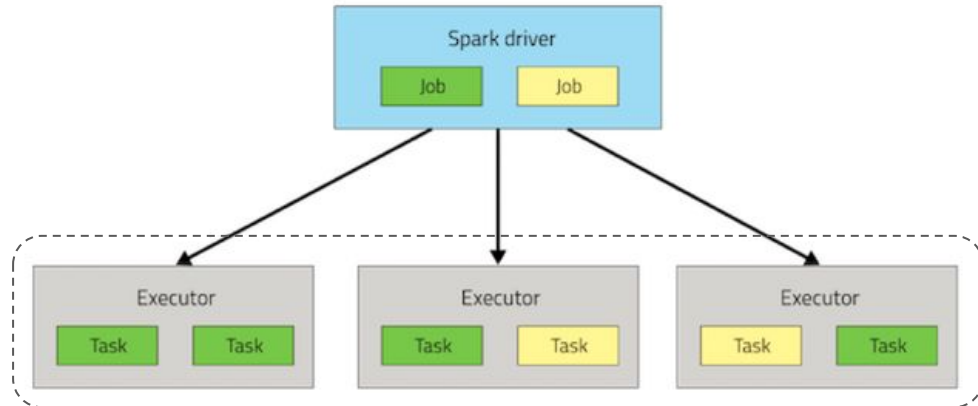 Spark driver
Job Job
Executor Executor Executor
Task Task Task Task Task Task